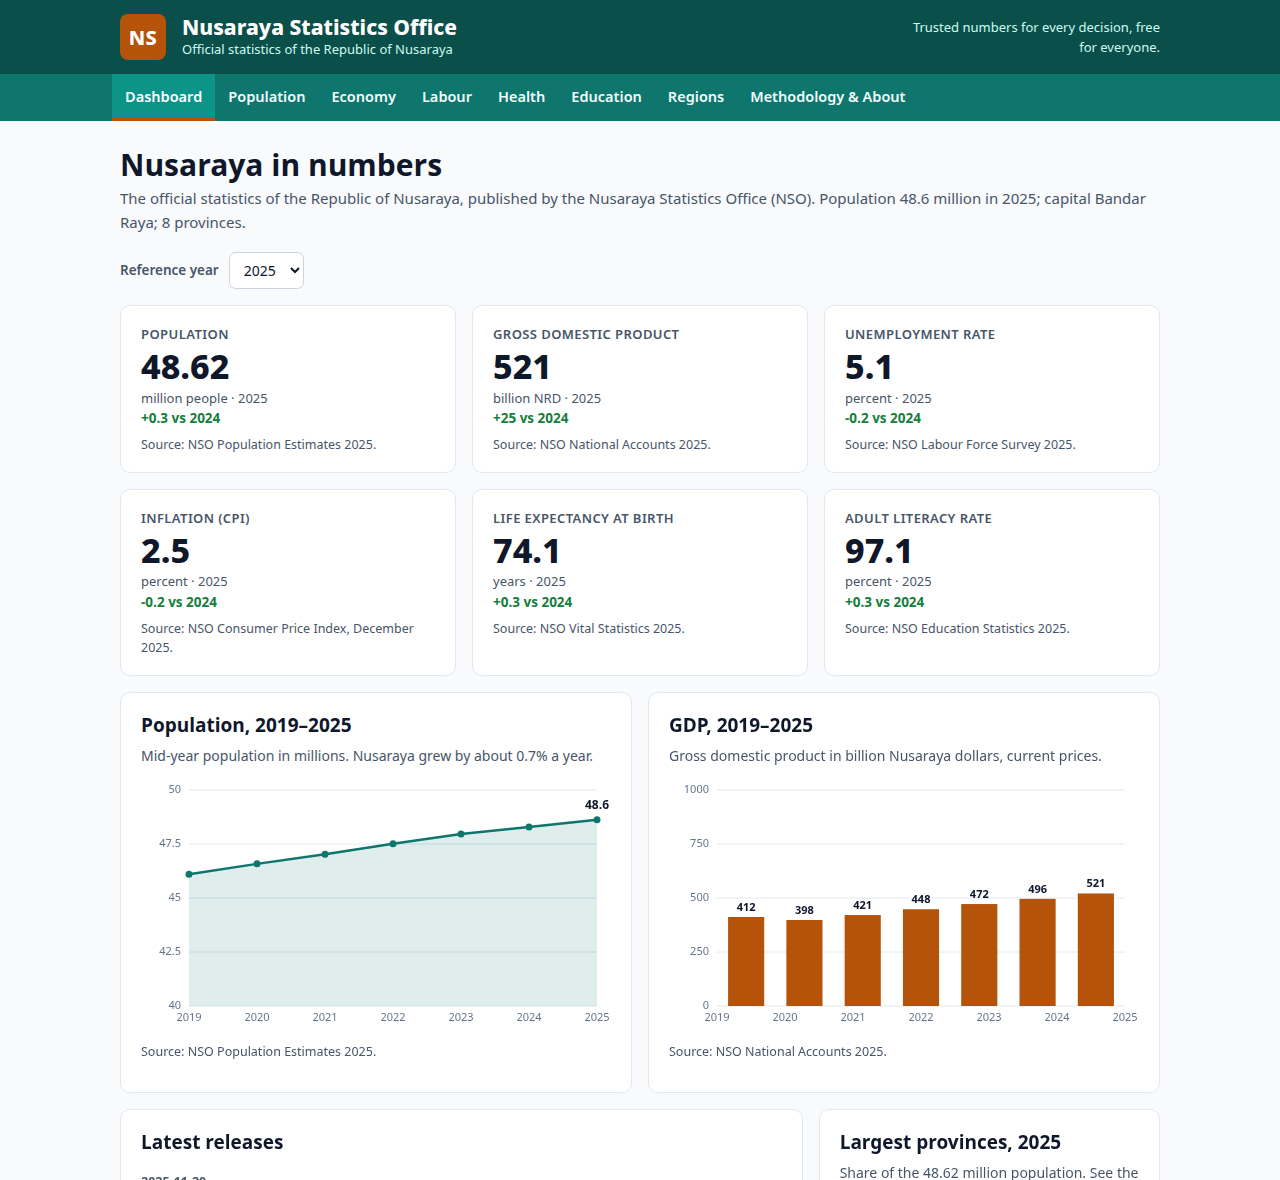 NS
Nusaraya Statistics Office
Official statistics of the Republic of Nusaraya
Trusted numbers for every decision, free
for everyone.
Dashboard Population Economy Labour Health Education Regions Methodology & About
Nusaraya in numbers
The official statistics of the Republic of Nusaraya, published by the Nusaraya Statistics Office (NSO). Population 48.6 million in 2025; capital Bandar
Raya; 8 provinces.
Reference year 2025
POPULATION
48.62
million people · 2025
+0.3 vs 2024
Source: NSO Population Estimates 2025.
GROSS DOMESTIC PRODUCT
521
billion NRD · 2025
+25 vs 2024
Source: NSO National Accounts 2025.
UNEMPLOYMENT RATE
5.1
percent · 2025
-0.2 vs 2024
Source: NSO Labour Force Survey 2025.
INFLATION (CPI)
2.5
percent · 2025
-0.2 vs 2024
Source: NSO Consumer Price Index, December
2025.
LIFE EXPECTANCY AT BIRTH
74.1
years · 2025
+0.3 vs 2024
Source: NSO Vital Statistics 2025.
ADULT LITERACY RATE
97.1
percent · 2025
+0.3 vs 2024
Source: NSO Education Statistics 2025.
Population, 2019–2025
Mid-year population in millions. Nusaraya grew by about 0.7% a year.
50
48.6
47.5
45
42.5
40
2019 2020 2021 2022 2023 2024 2025
Source: NSO Population Estimates 2025.
GDP, 2019–2025
Gross domestic product in billion Nusaraya dollars, current prices.
1000
750
500
250
0
412 398 421 448 472 496 521
2019 2020 2021 2022 2023 2024 2025
Source: NSO National Accounts 2025.
Latest releases
Largest provinces, 2025
Share of the 48.62 million population. See the